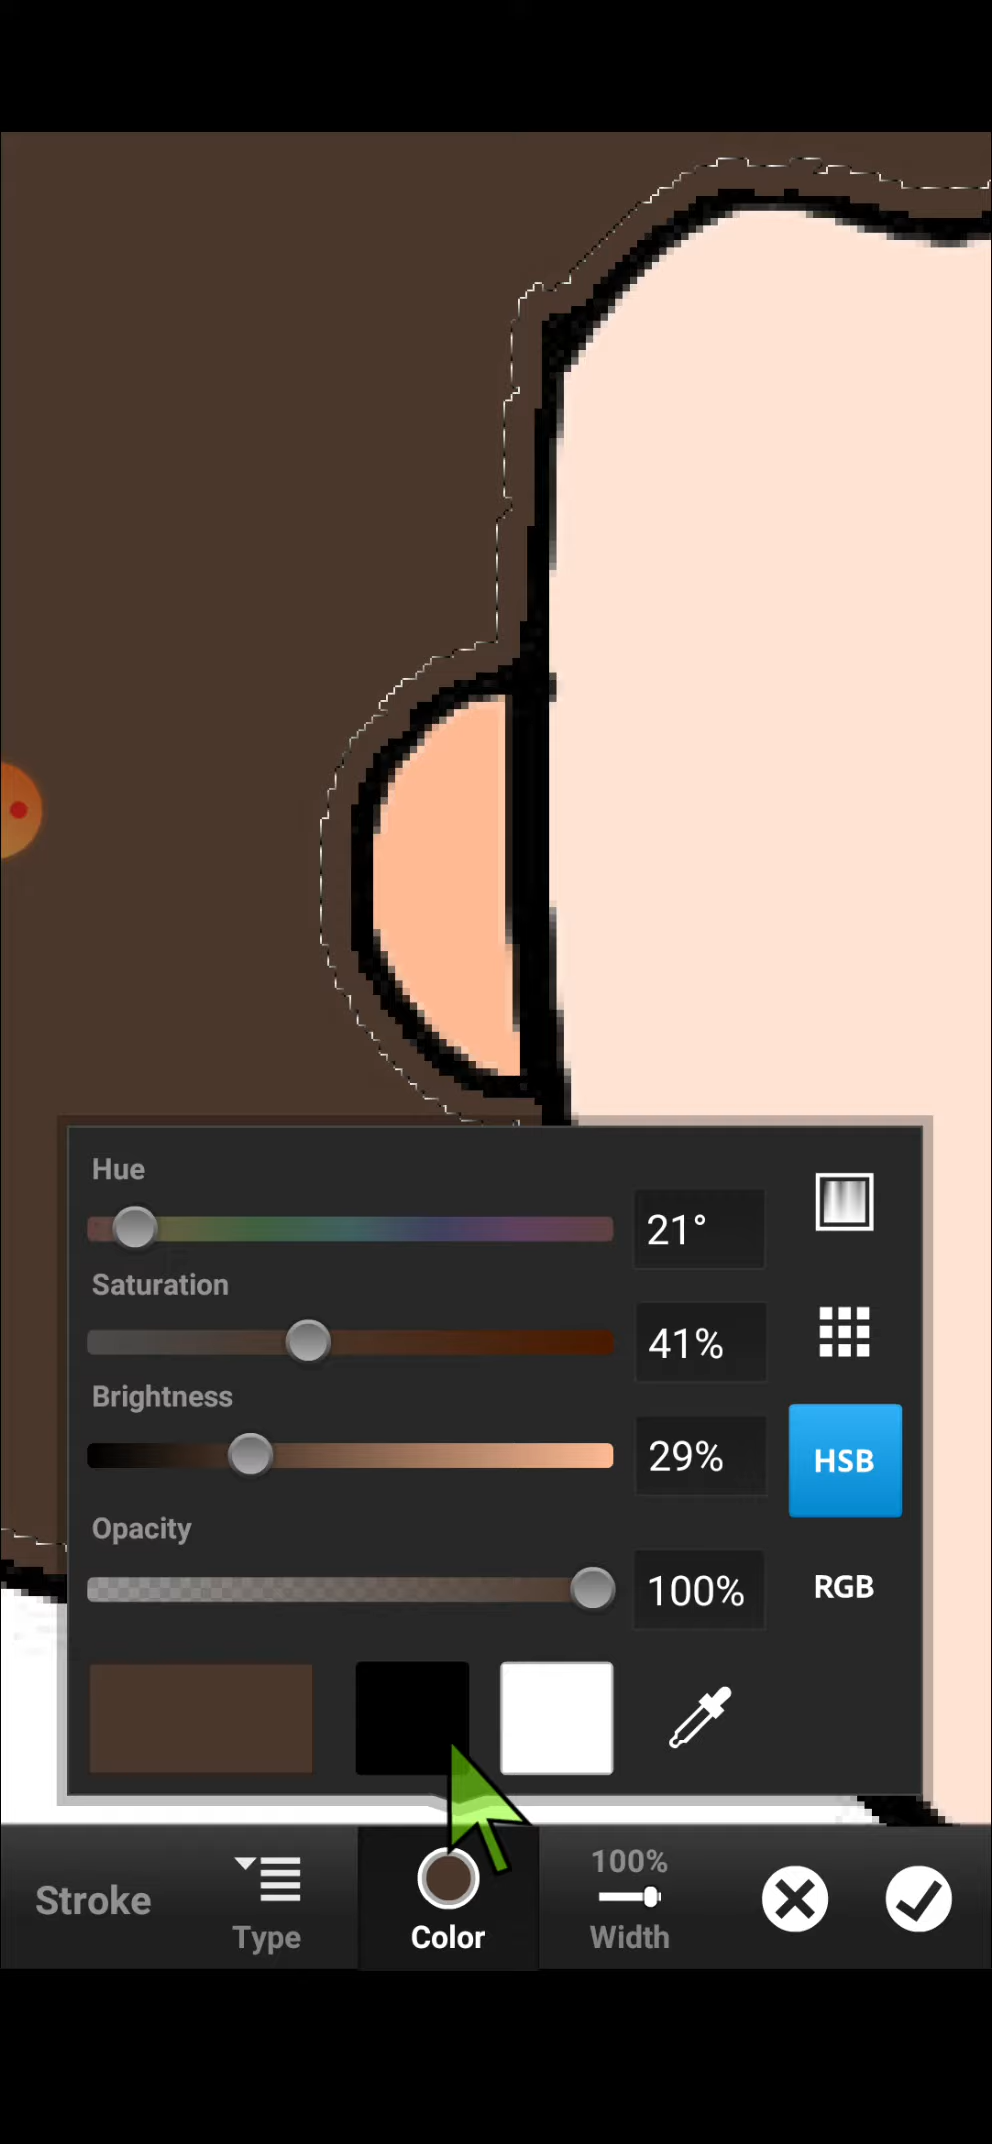 Hue
21°
Saturation
41%
Brightness
29%
HSB
Opacity
100%
RGB
Stroke
Type
Color
100%
Width